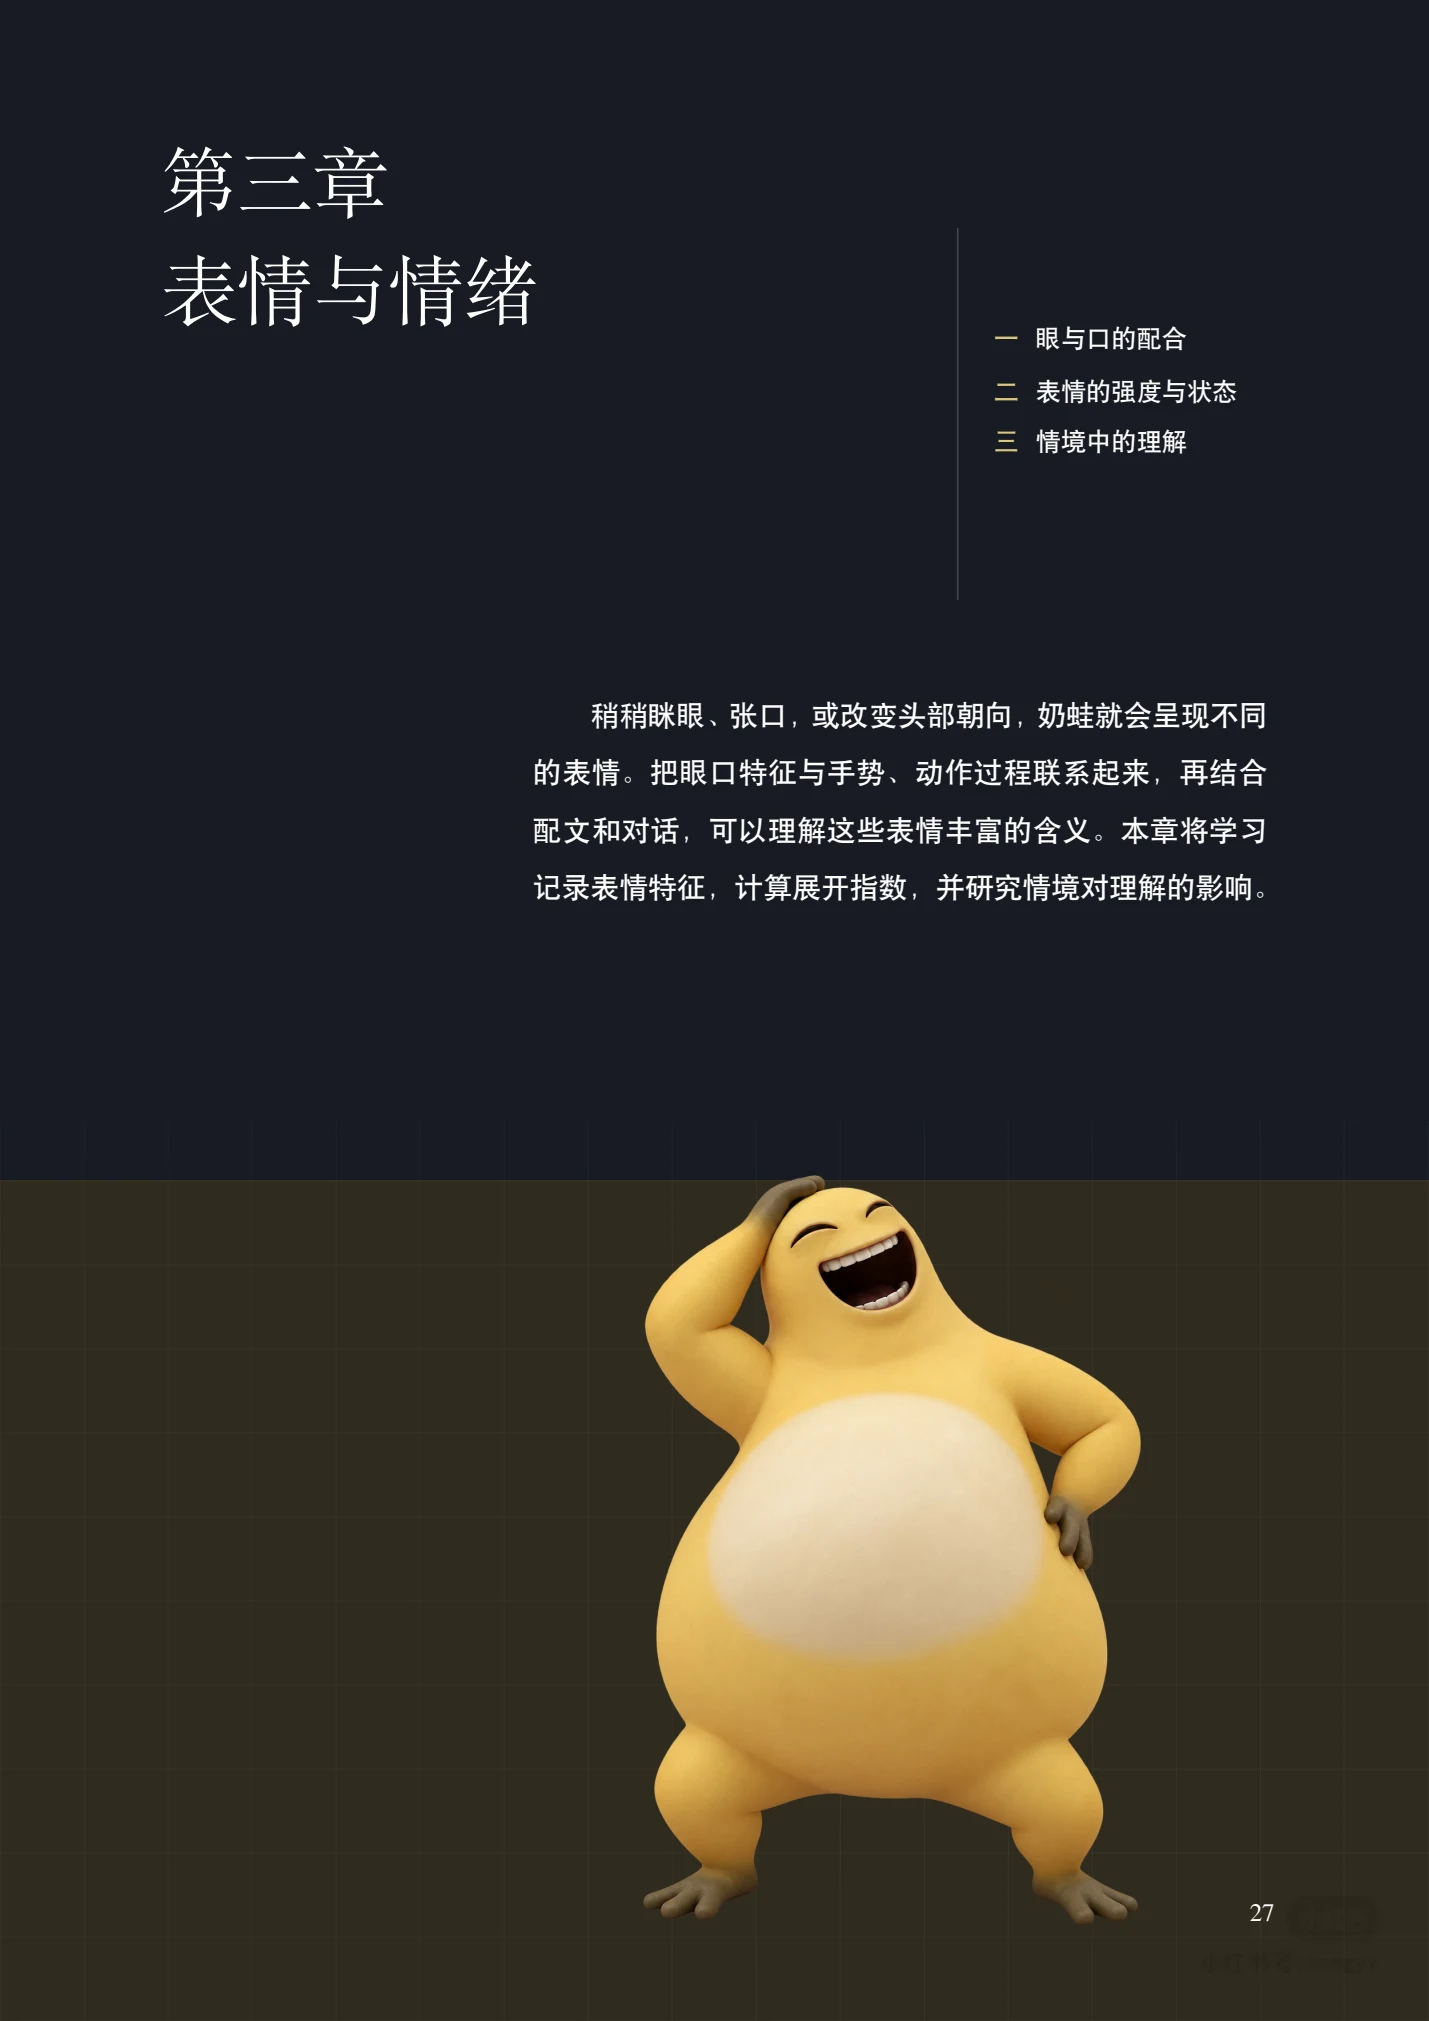 第三章
表情与情绪
一 眼与口的配合
二 表情的强度与状态
三 情境中的理解
稍稍眯眼、张口，或改变头部朝向，奶蛙就会呈现不同
的表情。把眼口特征与手势、动作过程联系起来，再结合
配文和对话，可以理解这些表情丰富的含义。本章将学习
记录表情特征，计算展开指数，并研究情境对理解的影响。
27